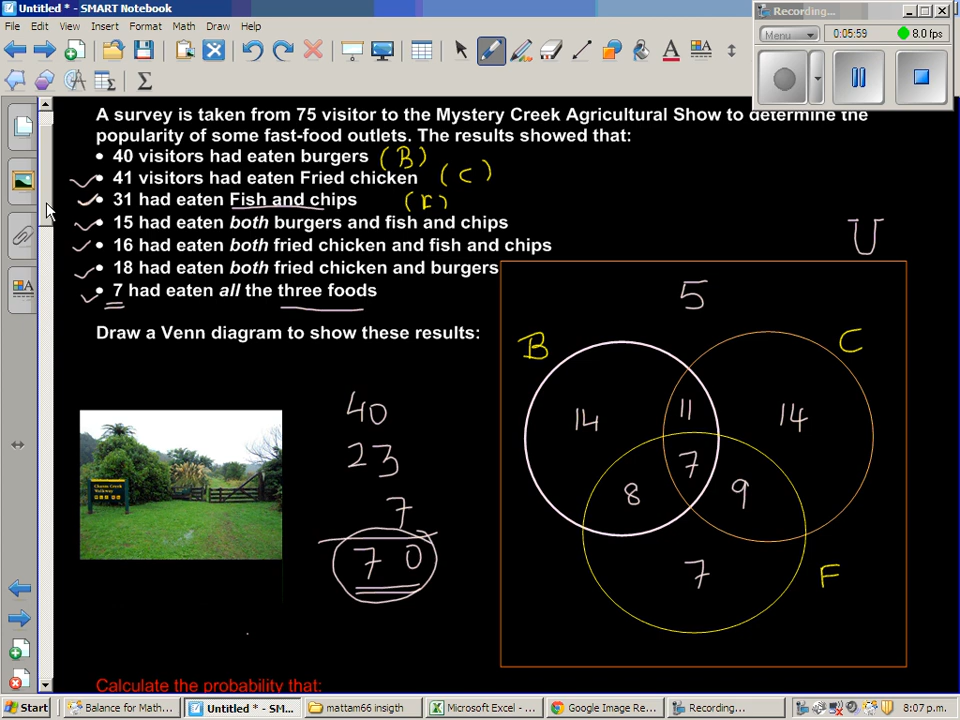 Untitled * - SMART Notebook
Recording...
File Edit View Insert Format Math Draw Help
Menu
0:05:59
8.0 fps
A survey is taken from 75 visitor to the Mystery Creek Agricultural Show to determine the
popularity of some fast-food outlets. The results showed that:
• 40 visitors had eaten burgers (B)
• 41 visitors had eaten Fried chicken (C)
• 31 had eaten Fish and chips (F)
• 15 had eaten both burgers and fish and chips
• 16 had eaten both fried chicken and fish and chips
• 18 had eaten both fried chicken and burgers
• 7 had eaten all the three foods
Draw a Venn diagram to show these results:
U
5
B
C
14
11
14
7
8
9
7
F
40
23
7
70
Calculate the probability that:
Start
Balance for Math...
Untitled * - SM...
mattam66 insigth
Microsoft Excel - ...
Google Image Re...
Recording...
8:07 p.m.